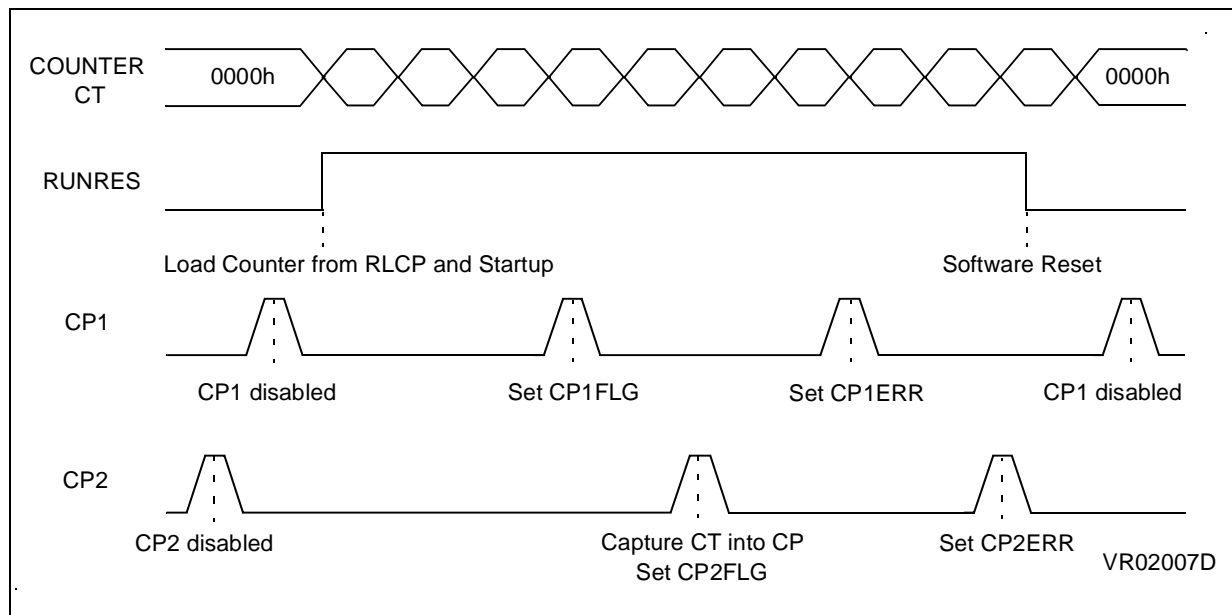 COUNTER
CT
0000h
0000h
RUNRES
Load Counter from RLCP and Startup
Software Reset
CP1
CP1 disabled
Set CP1FLG
Set CP1ERR
CP1 disabled
CP2
CP2 disabled
Capture CT into CP
Set CP2FLG
Set CP2ERR
VR02007D